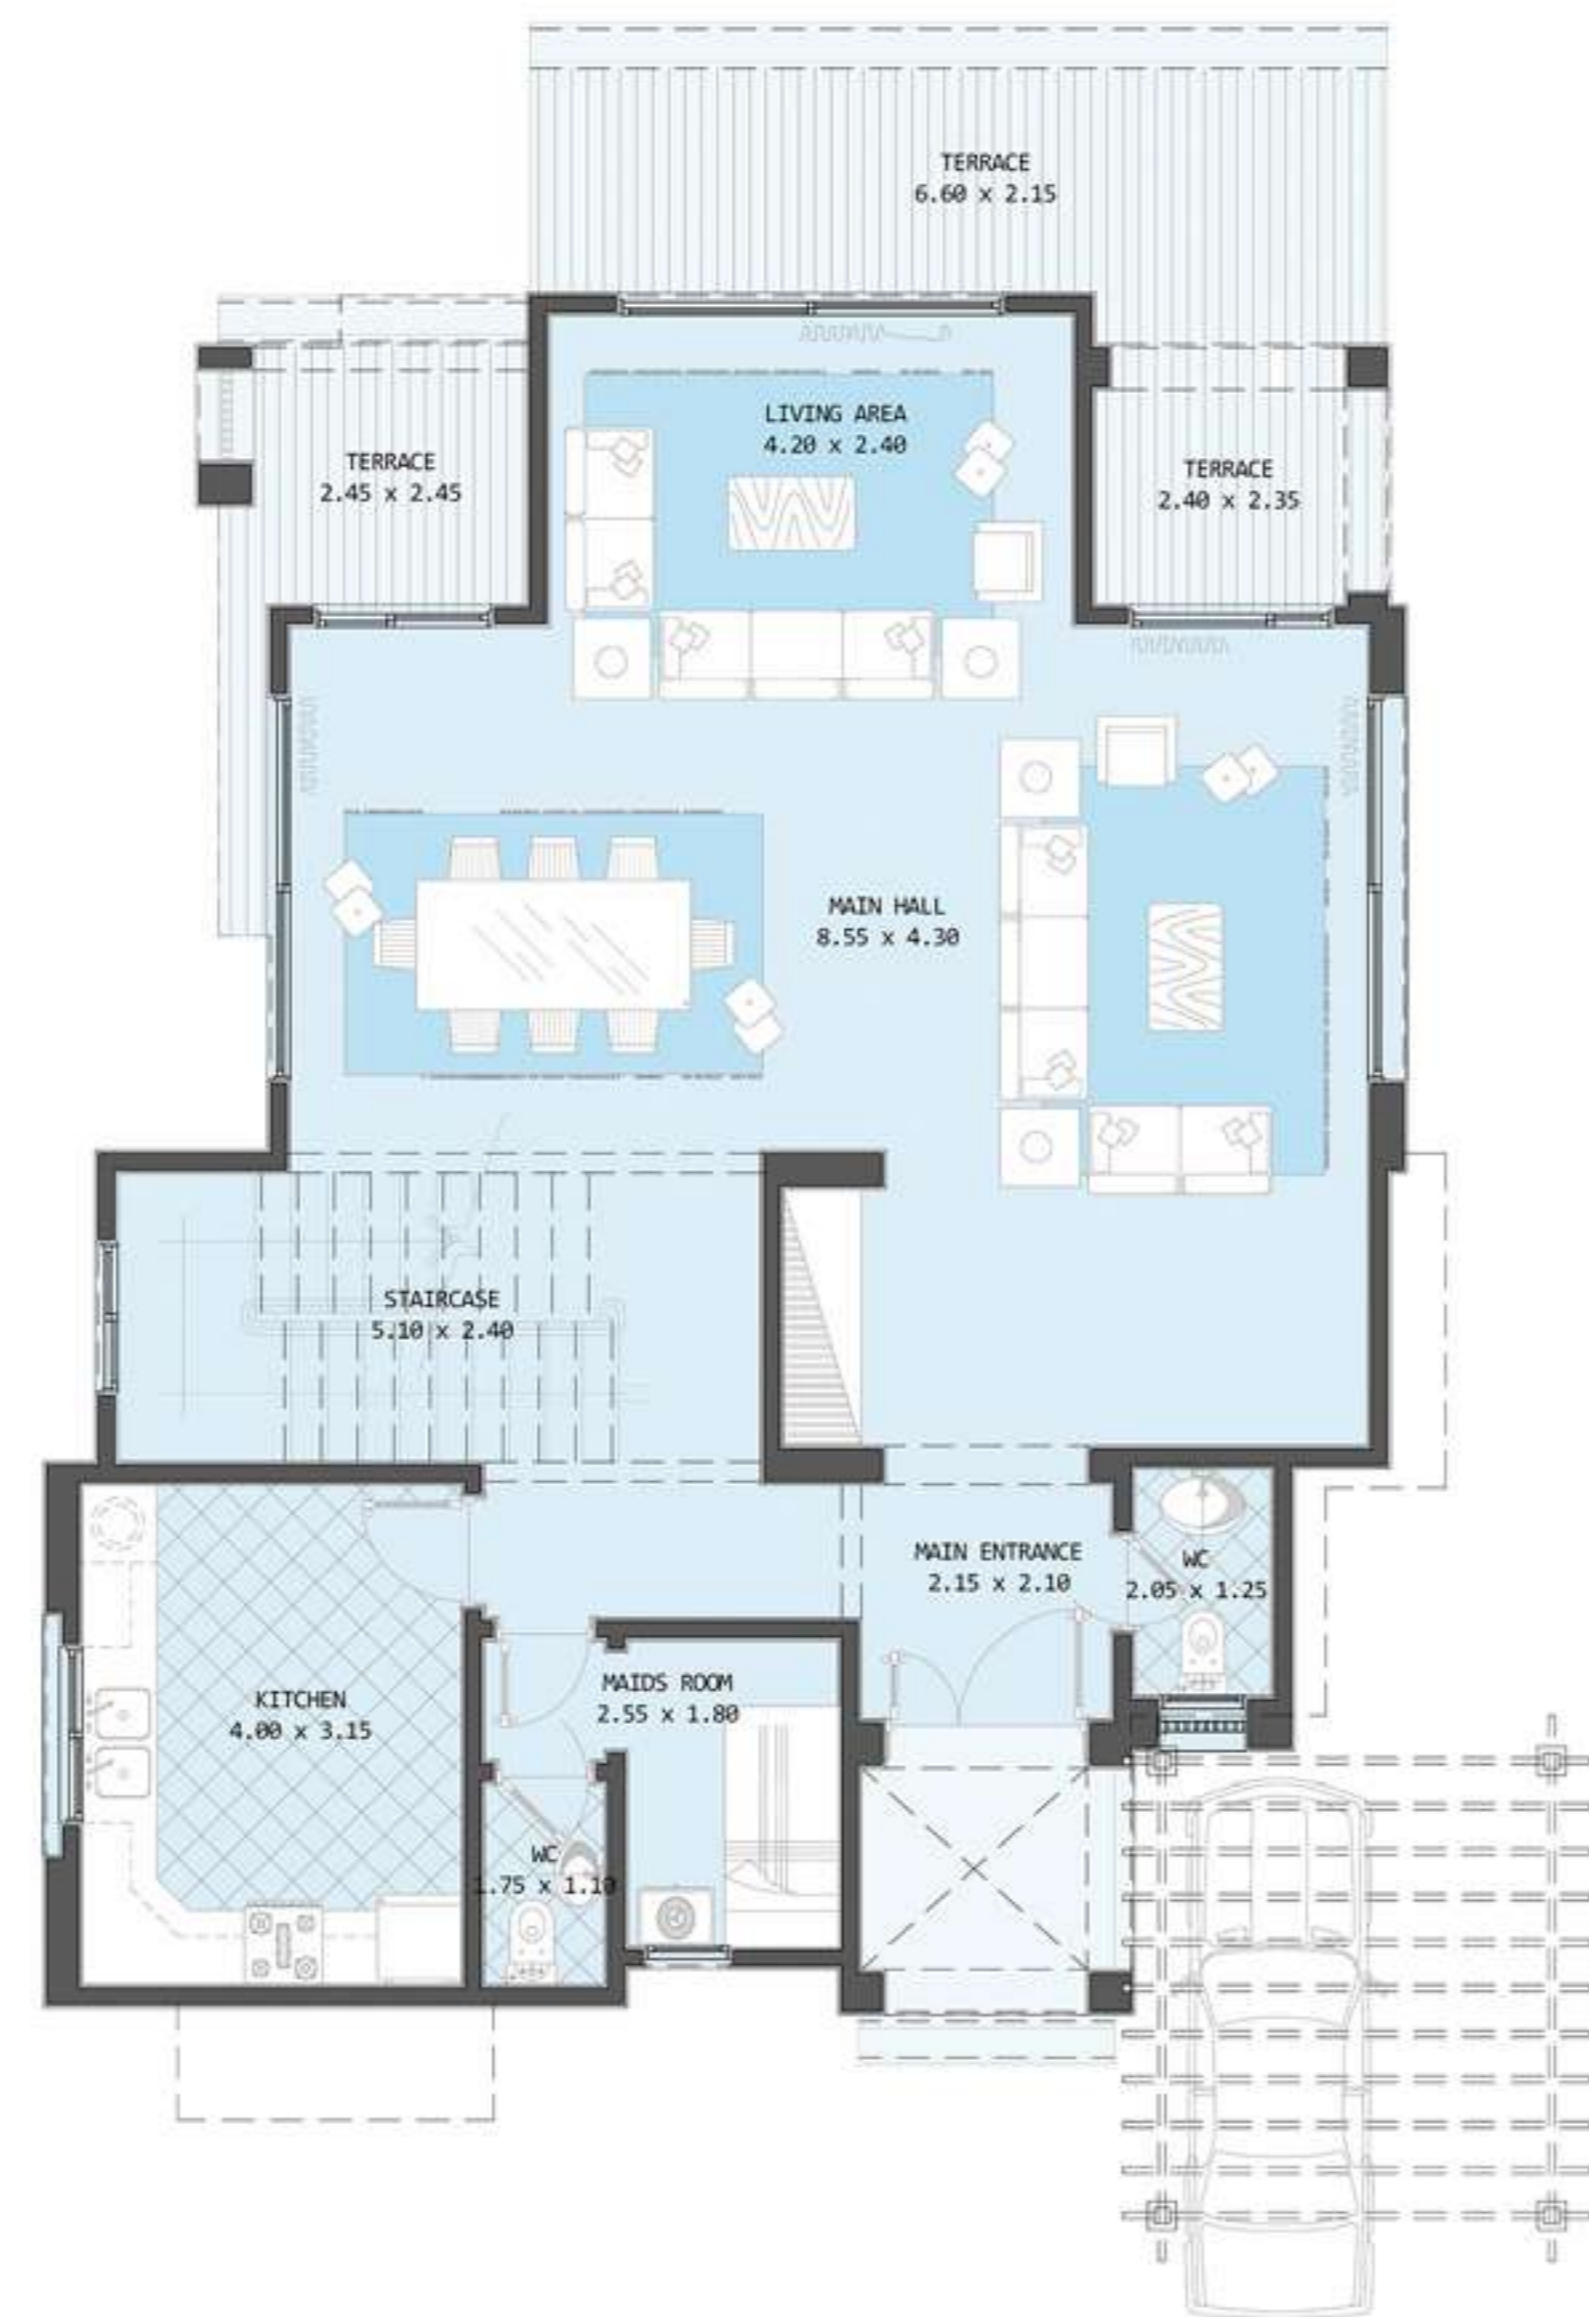 TERRACE
6.60 x 2.15
LIVING AREA
4.20 x 2.40
TERRACE
2.45 x 2.45
TERRACE
2.40 x 2.35
MAIN HALL
8.55 x 4.30
STAIRCASE
5.10 x 2.40
MAIN ENTRANCE
2.15 x 2.10
WC
2.05 x 1.25
MAIDS ROOM
2.55 x 1.80
KITCHEN
4.00 x 3.15
WC
1.75 x 1.10